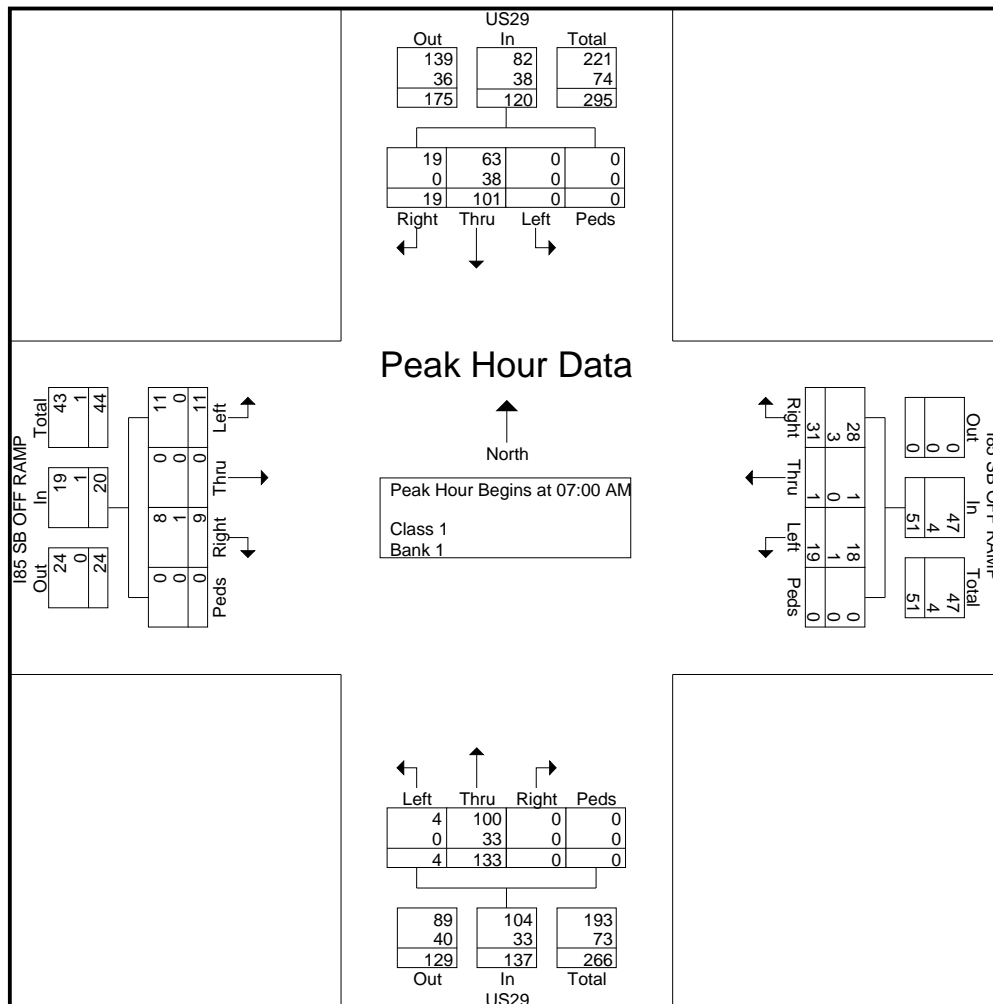 US29
Out In Total
139 82 221
36 38 74
175 120 295
19 63 0 0
0 38 0 0
19 101 0 0
Right Thru Left Peds
Peak Hour Data
North
Peak Hour Begins at 07:00 AM
Class 1
Bank 1
I85 SB OFF RAMP
Out In Total
24 19 43
0 1 1
24 20 44
11 0 8 0
0 0 1 0
11 0 9 0
Left Thru Right Peds
I85 SB OFF RAMP
Out In Total
0 47 47
0 4 4
0 51 51
28 1 18 0
3 0 1 0
31 1 19 0
Right Thru Left Peds
Left Thru Right Peds
4 100 0 0
0 33 0 0
4 133 0 0
89 104 193
40 33 73
129 137 266
Out In Total
US29